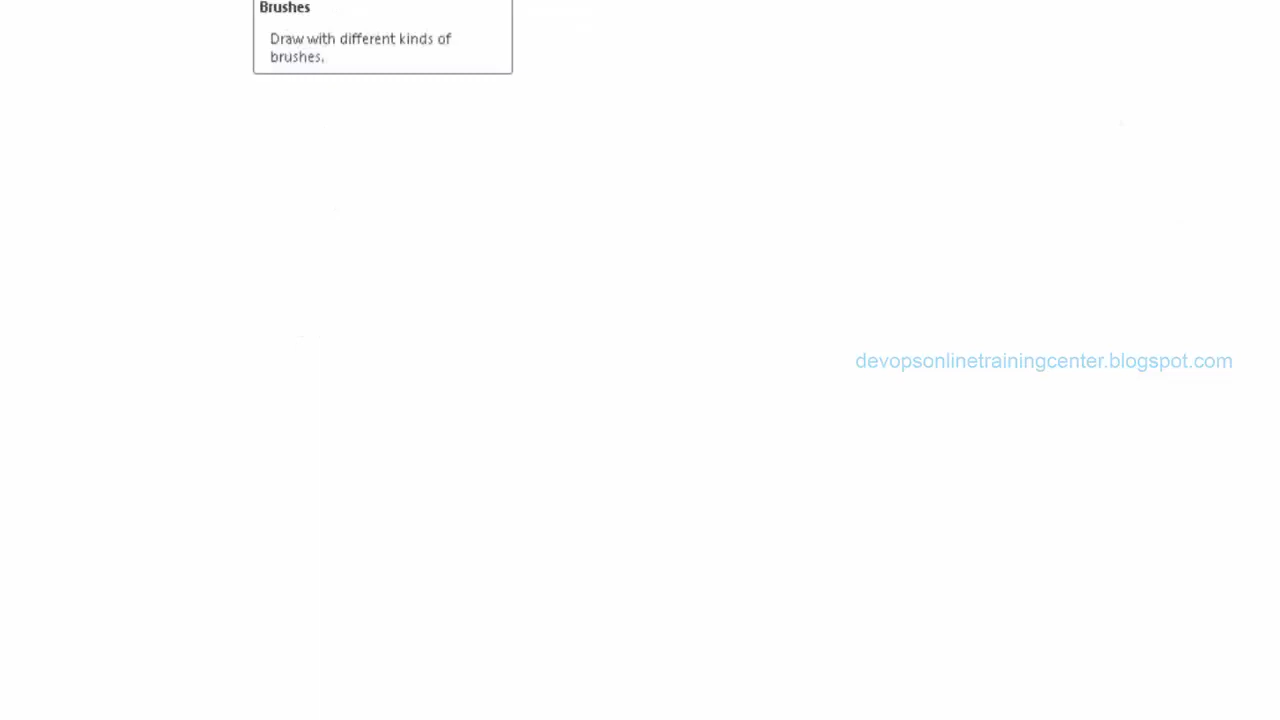 Brushes
Draw with different kinds of
brushes.
devopsonlinetrainingcenter.blogspot.com